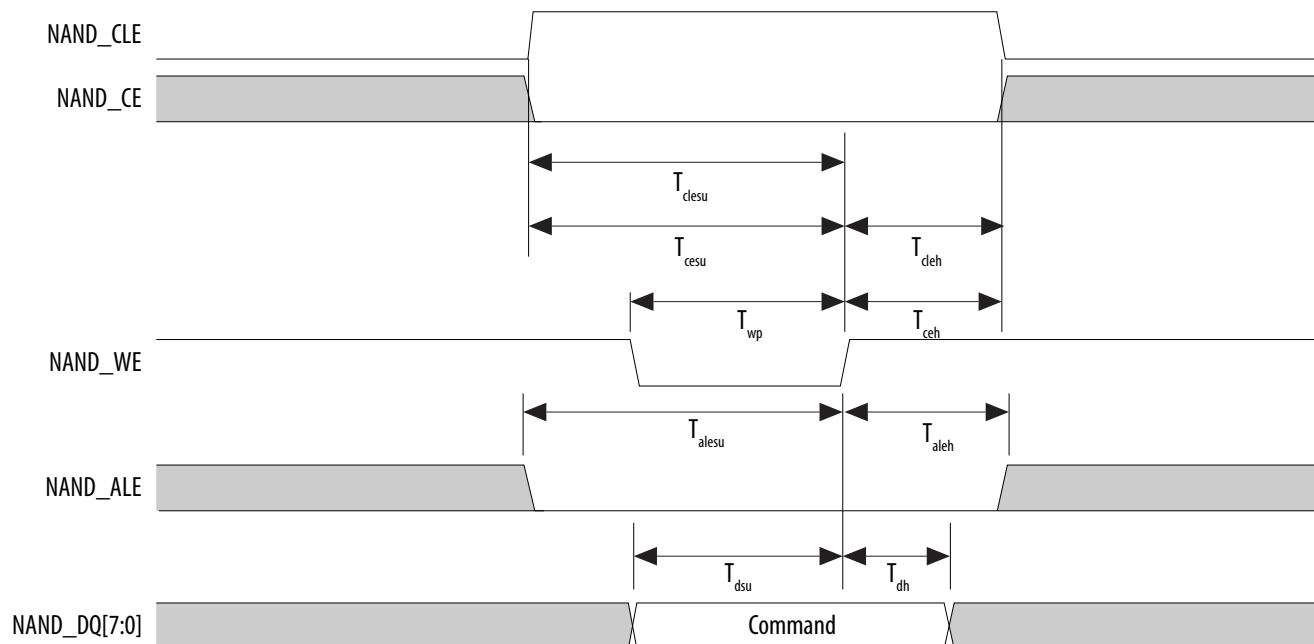 NAND_CLE
NAND_CE
T_clesu
T_cesu
T_cleh
T_wp
T_ceh
NAND_WE
T_alesu
T_aleh
NAND_ALE
T_dsu
T_dh
NAND_DQ[7:0]
Command